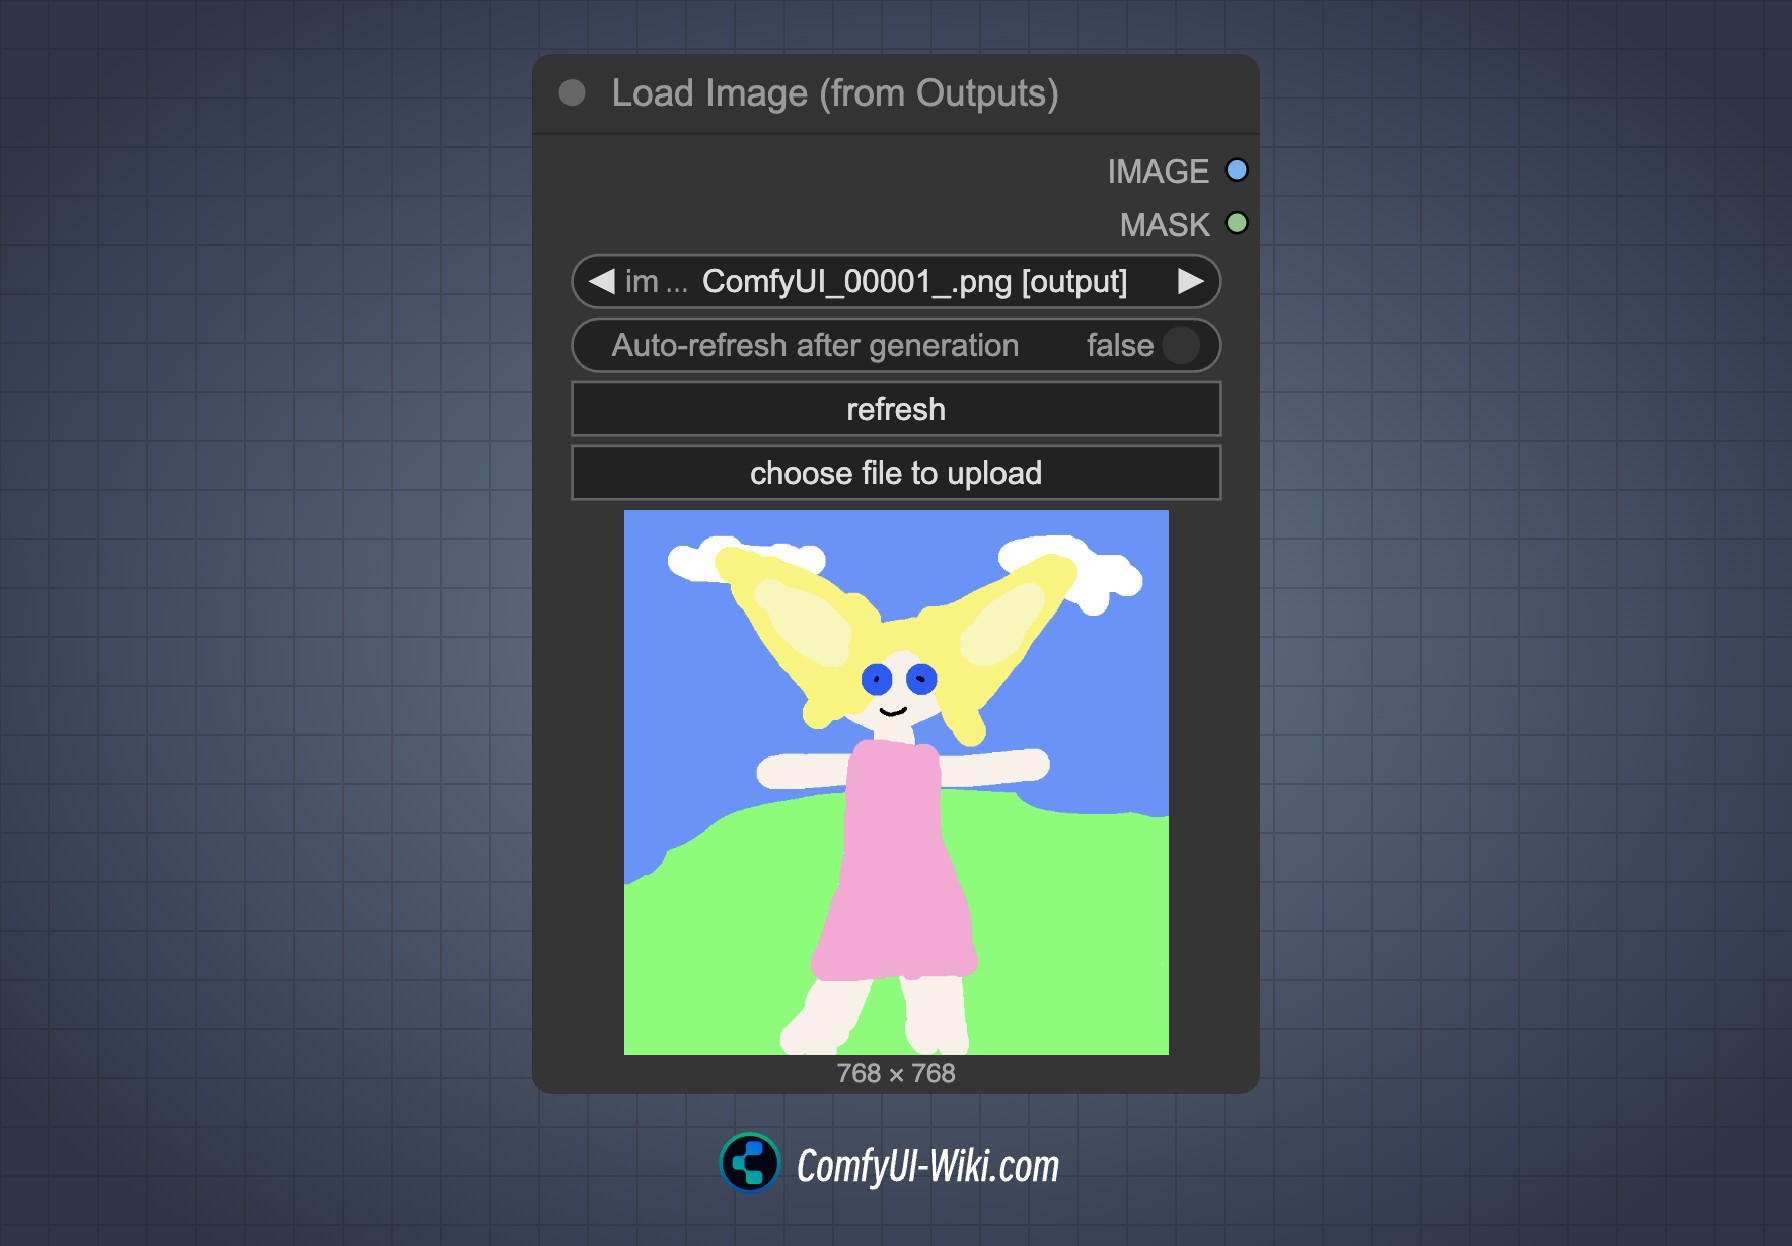 Load Image (from Outputs)
IMAGE
MASK
im ... ComfyUI_00001_.png [output]
Auto-refresh after generation false
refresh
choose file to upload
768 × 768
ComfyUI-Wiki.com